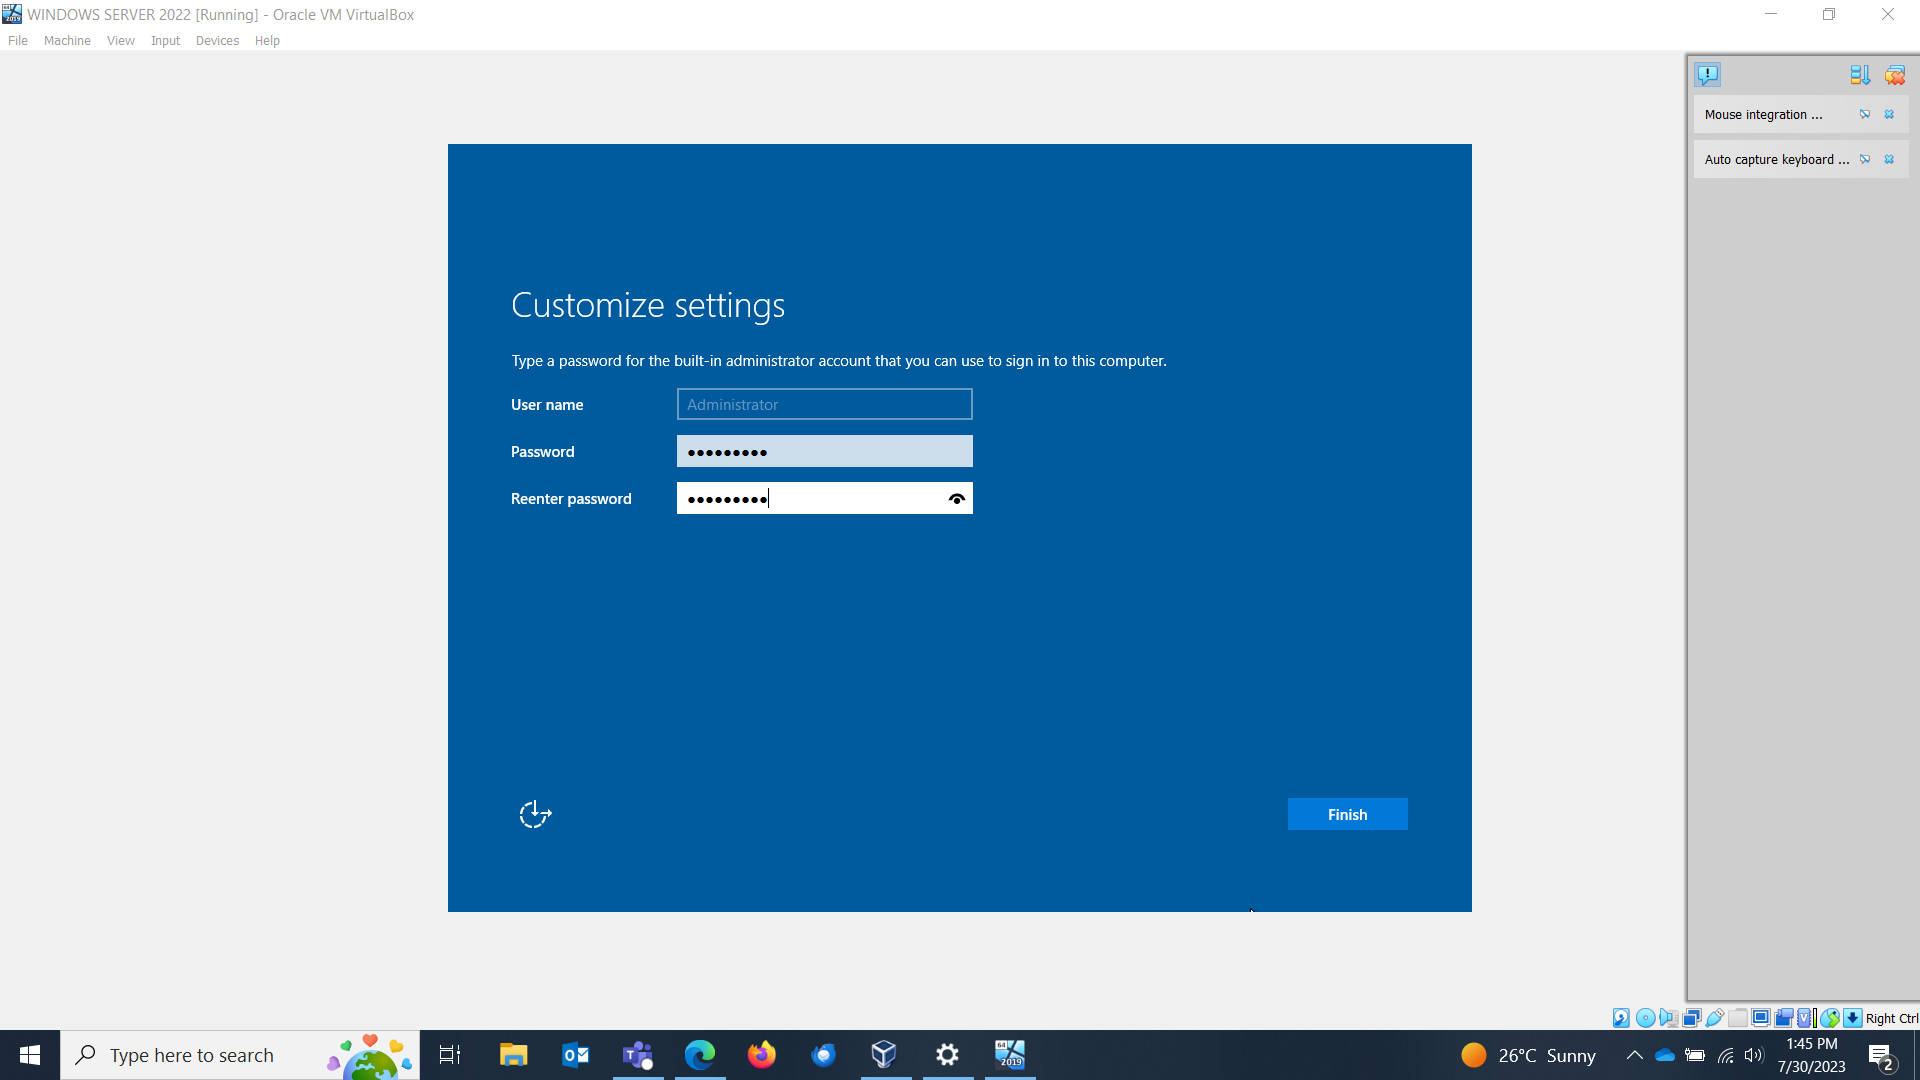 WINDOWS SERVER 2022 [Running] - Oracle VM VirtualBox
File Machine View Input Devices Help
Mouse integration ...
Auto capture keyboard ...
Customize settings
Type a password for the built-in administrator account that you can use to sign in to this computer.
User name Administrator
Password •••••••••
Reenter password •••••••••
Finish
Right Ctrl
Type here to search
26°C Sunny
1:45 PM
7/30/2023
2